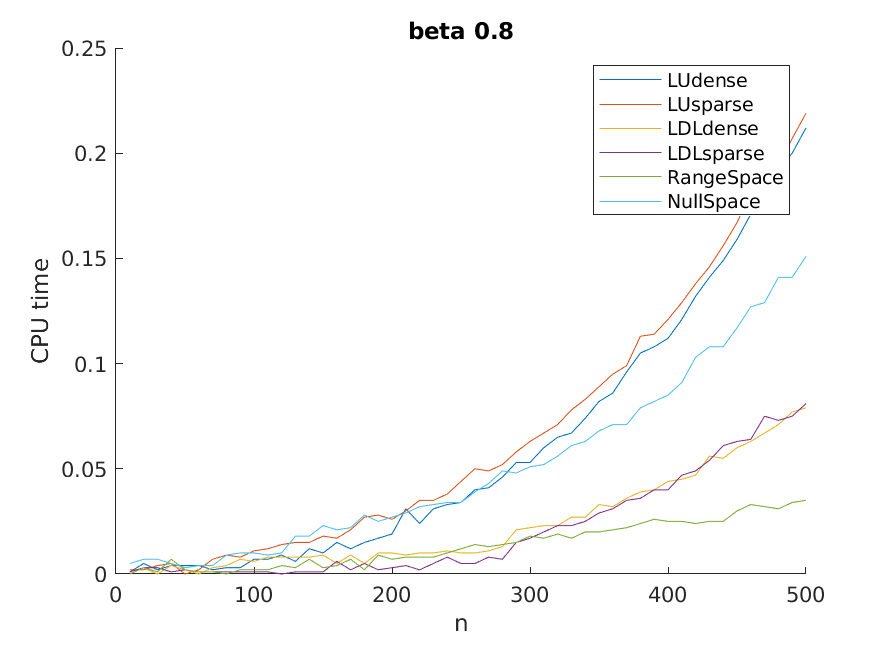 beta 0.8
0.25
0.2
0.15
0.1
0.05
0
CPU time
LUdense
LUsparse
LDLdense
LDLsparse
RangeSpace
NullSpace
0 100 200 300 400 500
n